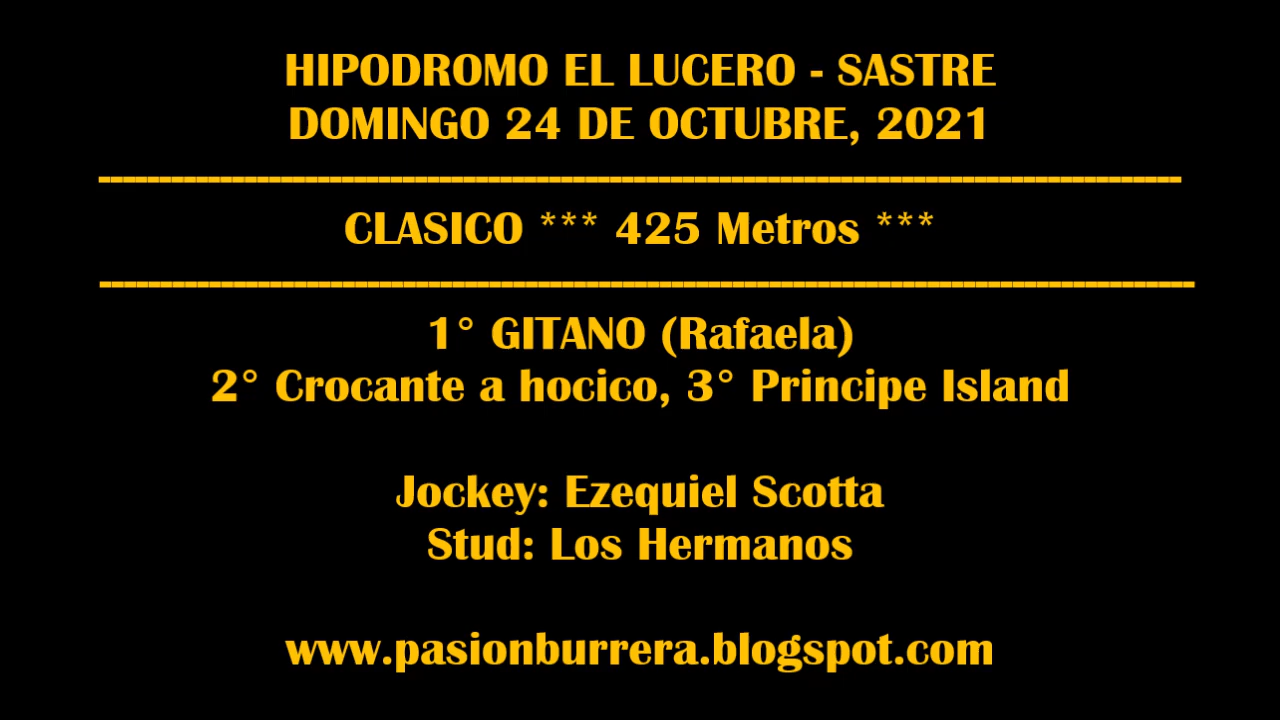 HIPODROMO EL LUCERO - SASTRE
DOMINGO 24 DE OCTUBRE, 2021
CLASICO *** 425 Metros ***
1° GITANO (Rafaela)
2° Crocante a hocico, 3° Principe Island
Jockey: Ezequiel Scotta
Stud: Los Hermanos
www.pasionburrera.blogspot.com